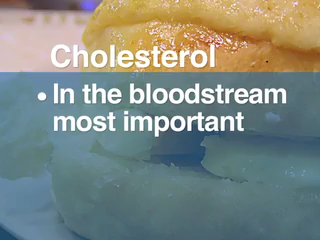 Cholesterol
• In the bloodstream
most important